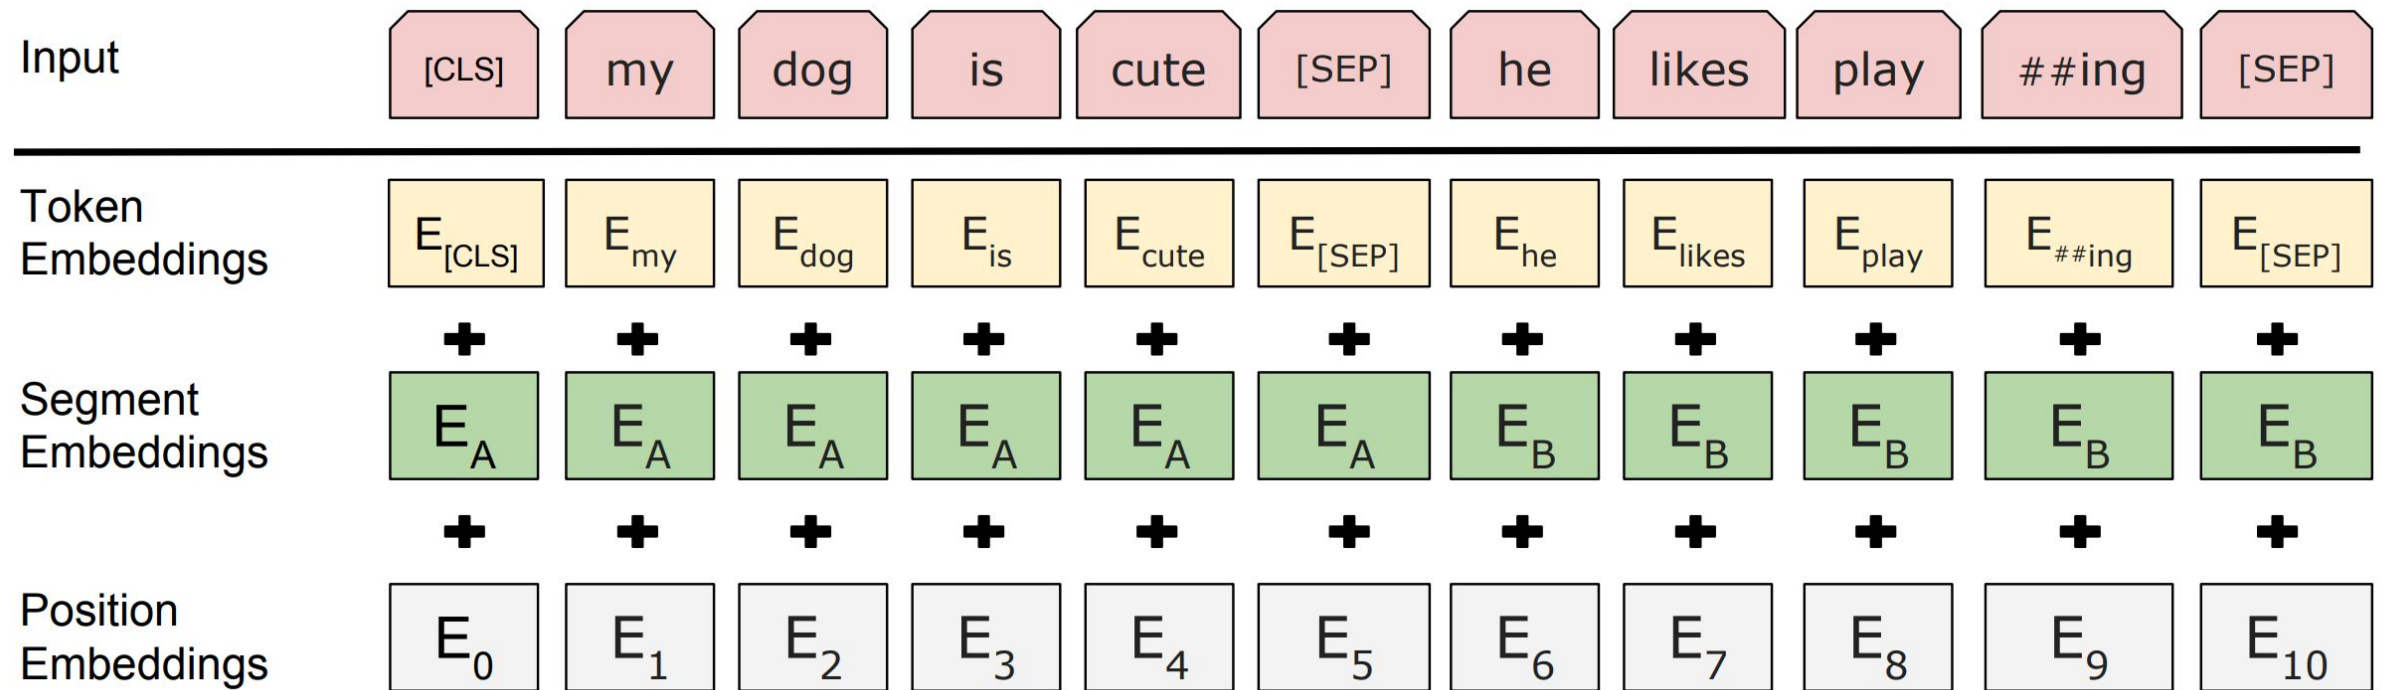 Input [CLS] my dog is cute [SEP] he likes play ##ing [SEP]
Token
Embeddings E[CLS] Emy Edog Eis Ecute E[SEP] Ehe Elikes Eplay E##ing E[SEP]
+ + + + + + + + + + +
Segment
Embeddings EA EA EA EA EA EA EB EB EB EB EB
+ + + + + + + + + + +
Position
Embeddings E0 E1 E2 E3 E4 E5 E6 E7 E8 E9 E10